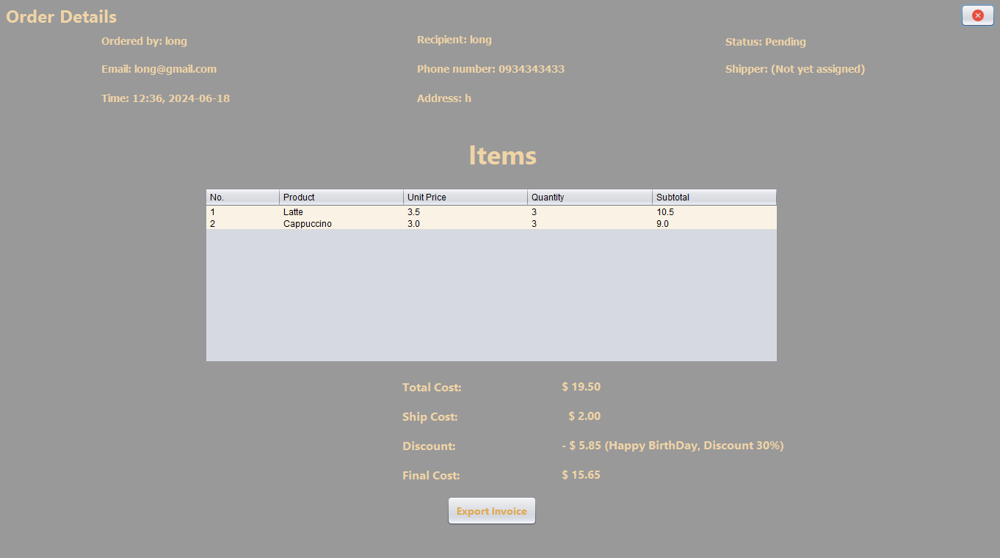 Order Details
Ordered by: long
Recipient: long
Status: Pending
Email: long@gmail.com
Phone number: 0934343433
Shipper: (Not yet assigned)
Time: 12:36, 2024-06-18
Address: h
Items
No. Product Unit Price Quantity Subtotal
1 Latte 3.5 3 10.5
2 Cappuccino 3.0 3 9.0
Total Cost: $ 19.50
Ship Cost: $ 2.00
Discount: - $ 5.85 (Happy BirthDay, Discount 30%)
Final Cost: $ 15.65
Export Invoice